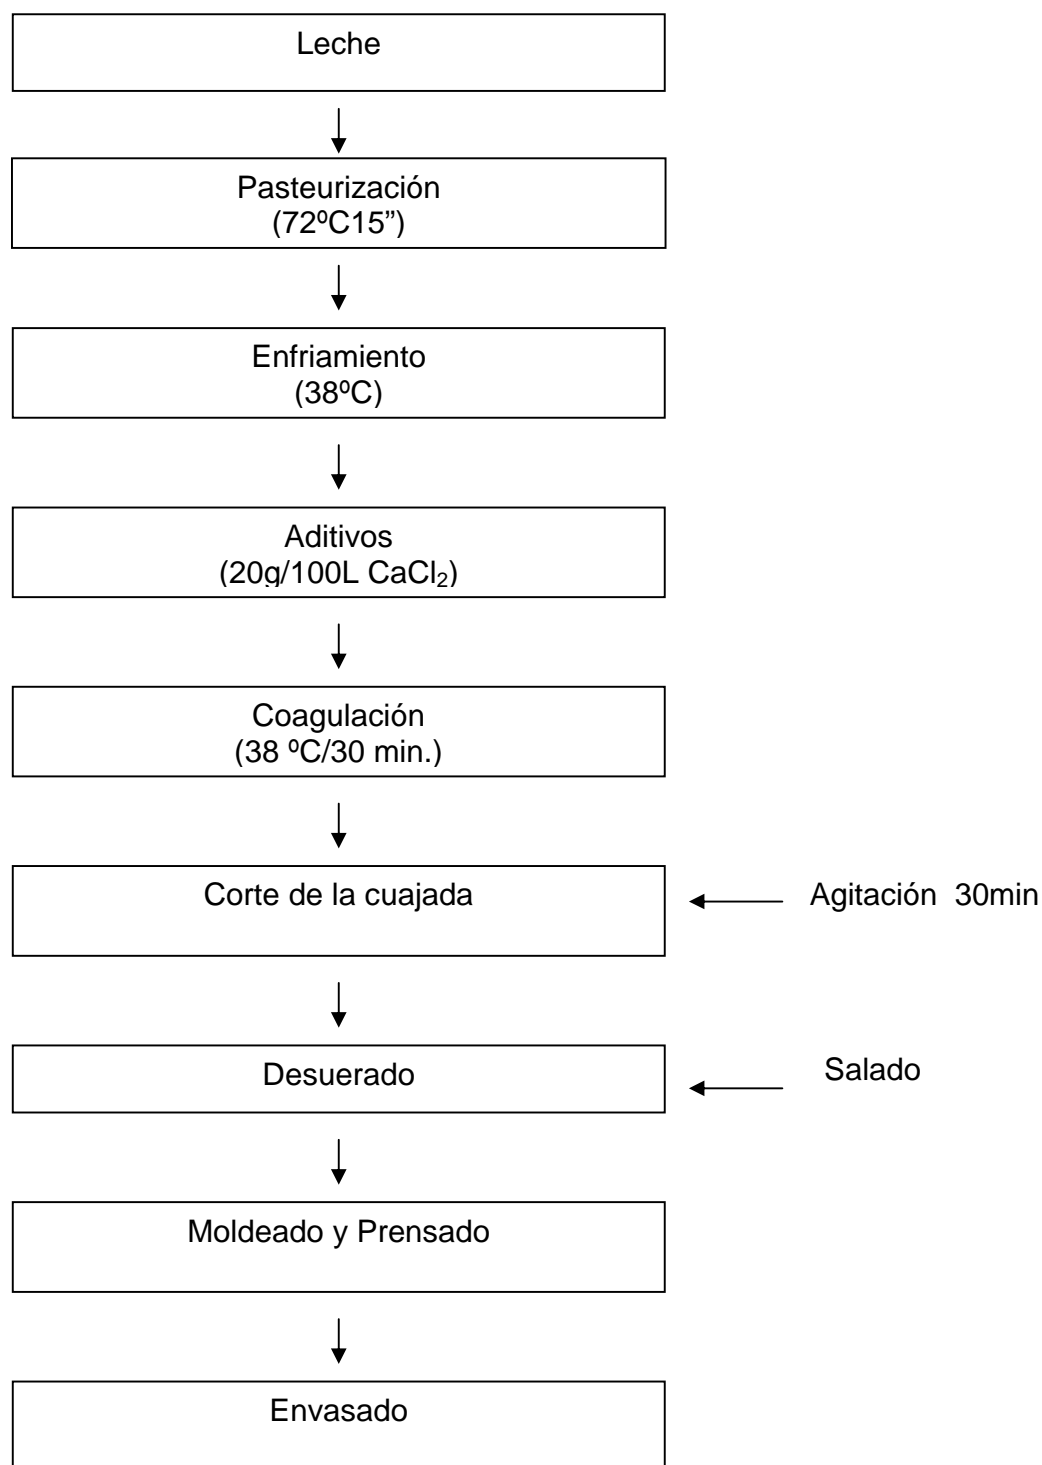 Leche
Pasteurización
(72ºC15”)
Enfriamiento
(38ºC)
Aditivos
(20g/100L CaCl₂)
Coagulación
(38 ºC/30 min.)
Corte de la cuajada
Agitación 30min
Desuerado
Salado
Moldeado y Prensado
Envasado